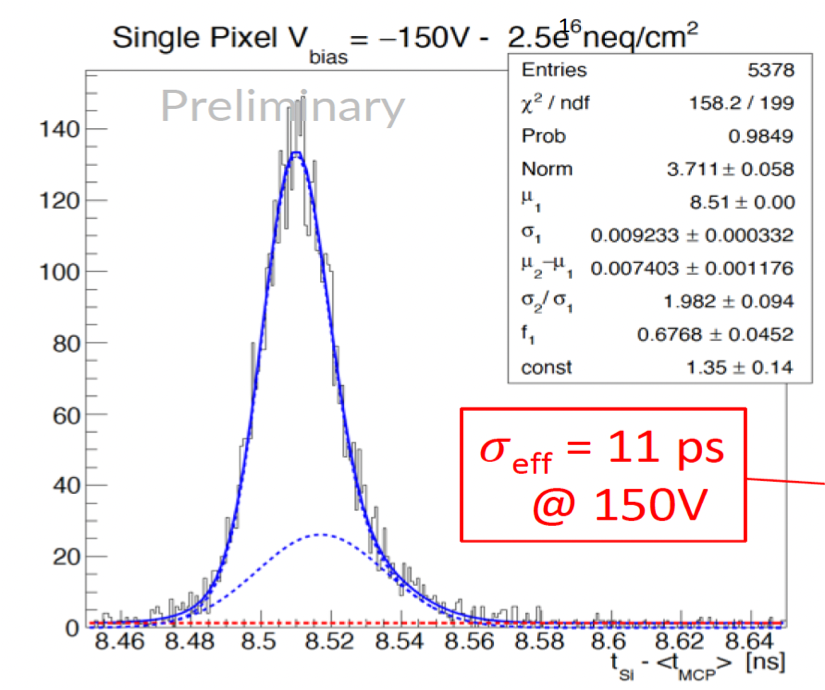 Single Pixel V_bias = −150V - 2.5e^16 neq/cm²
Preliminary
Entries 5378
χ² / ndf 158.2 / 199
Prob 0.9849
Norm 3.711 ± 0.058
μ₁ 8.51 ± 0.00
σ₁ 0.009233 ± 0.000332
μ₂−μ₁ 0.007403 ± 0.001176
σ₂/σ₁ 1.982 ± 0.094
f₁ 0.6768 ± 0.0452
const 1.35 ± 0.14
σ_eff = 11 ps
@ 150V
140
120
100
80
60
40
20
0
8.46 8.48 8.5 8.52 8.54 8.56 8.58 8.6 8.62 8.64
t_Si - <t_MCP> [ns]